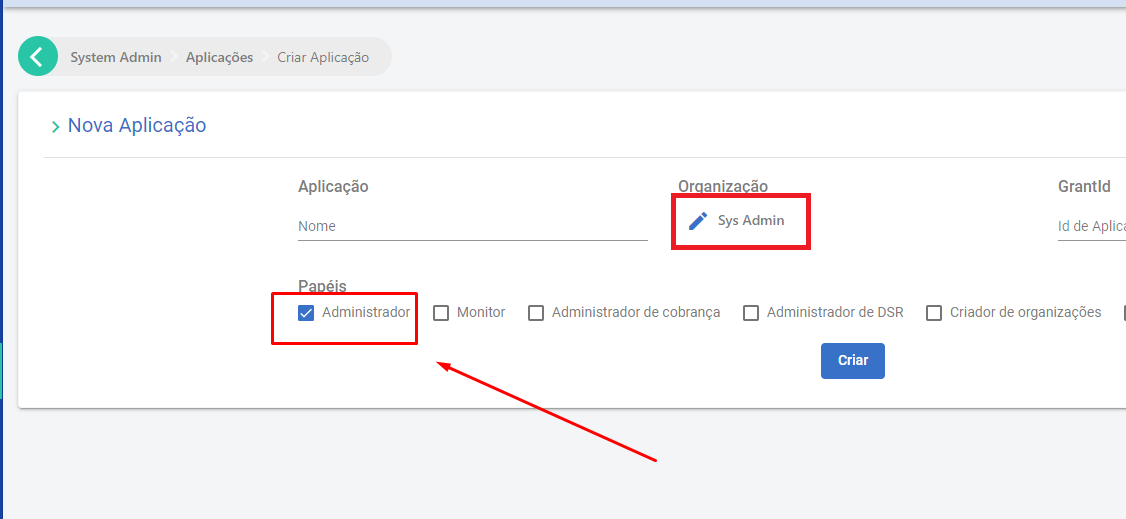 System Admin Aplicações Criar Aplicação
Nova Aplicação
Aplicação Organização GrantId
Nome Sys Admin Id de Aplica
Papéis
Administrador Monitor Administrador de cobrança Administrador de DSR Criador de organizações
Criar